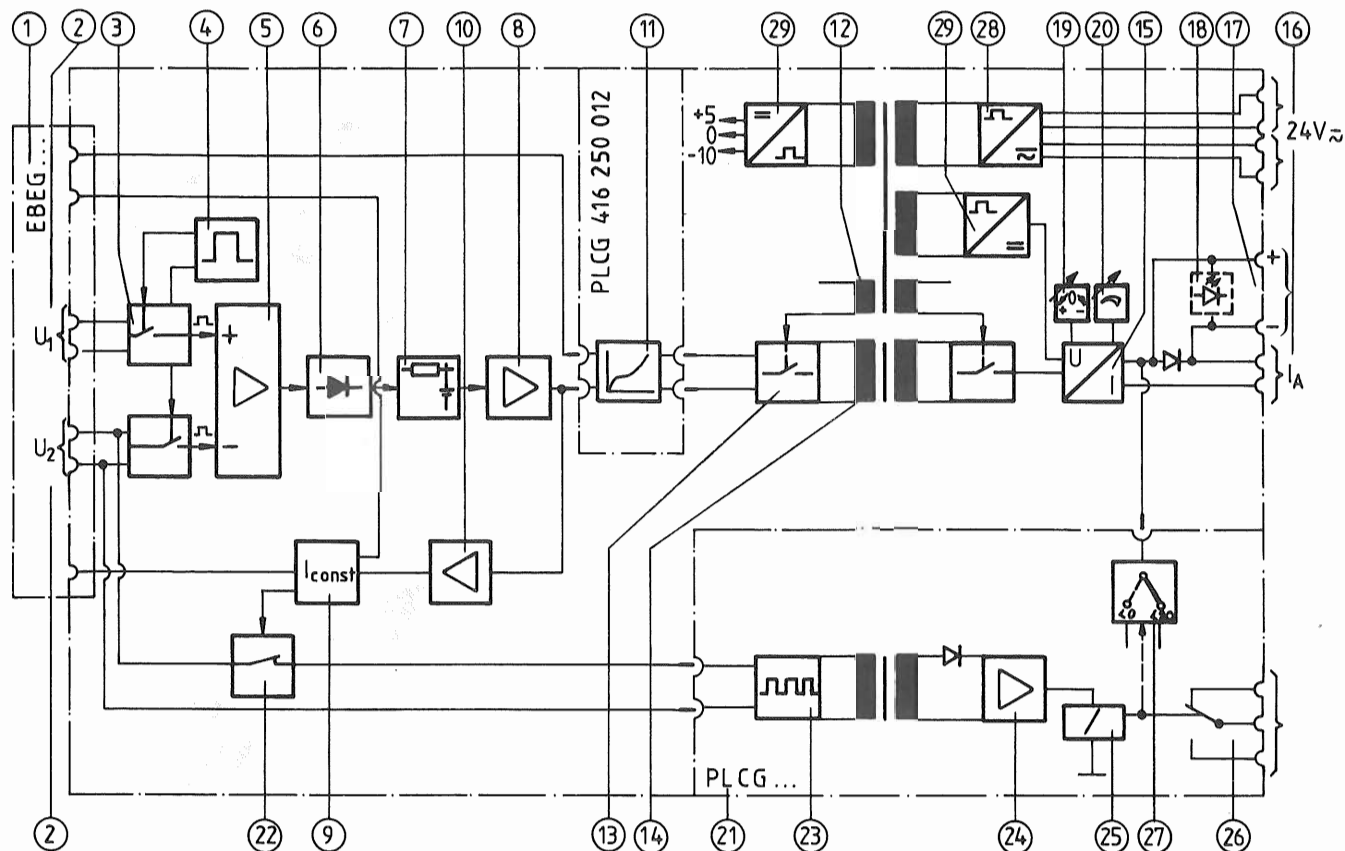 1 2 3 4 5 6 7 10 8 11 12 29 29 28 19 20 15 18 17 16
EBEG...
PLCG 416 250 012
+5
0
-10
24V
U1
U2
+
-
+ 0 -
U
I
+
-
IA
Iconst
PLCG...
2 22 9 13 14 21 23 24 25 27 26